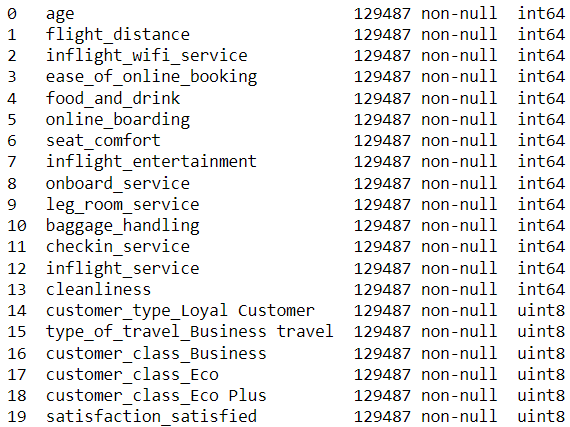 0 age 129487 non-null int64
1 flight_distance 129487 non-null int64
2 inflight_wifi_service 129487 non-null int64
3 ease_of_online_booking 129487 non-null int64
4 food_and_drink 129487 non-null int64
5 online_boarding 129487 non-null int64
6 seat_comfort 129487 non-null int64
7 inflight_entertainment 129487 non-null int64
8 onboard_service 129487 non-null int64
9 leg_room_service 129487 non-null int64
10 baggage_handling 129487 non-null int64
11 checkin_service 129487 non-null int64
12 inflight_service 129487 non-null int64
13 cleanliness 129487 non-null int64
14 customer_type_Loyal Customer 129487 non-null uint8
15 type_of_travel_Business travel 129487 non-null uint8
16 customer_class_Business 129487 non-null uint8
17 customer_class_Eco 129487 non-null uint8
18 customer_class_Eco Plus 129487 non-null uint8
19 satisfaction_satisfied 129487 non-null uint8